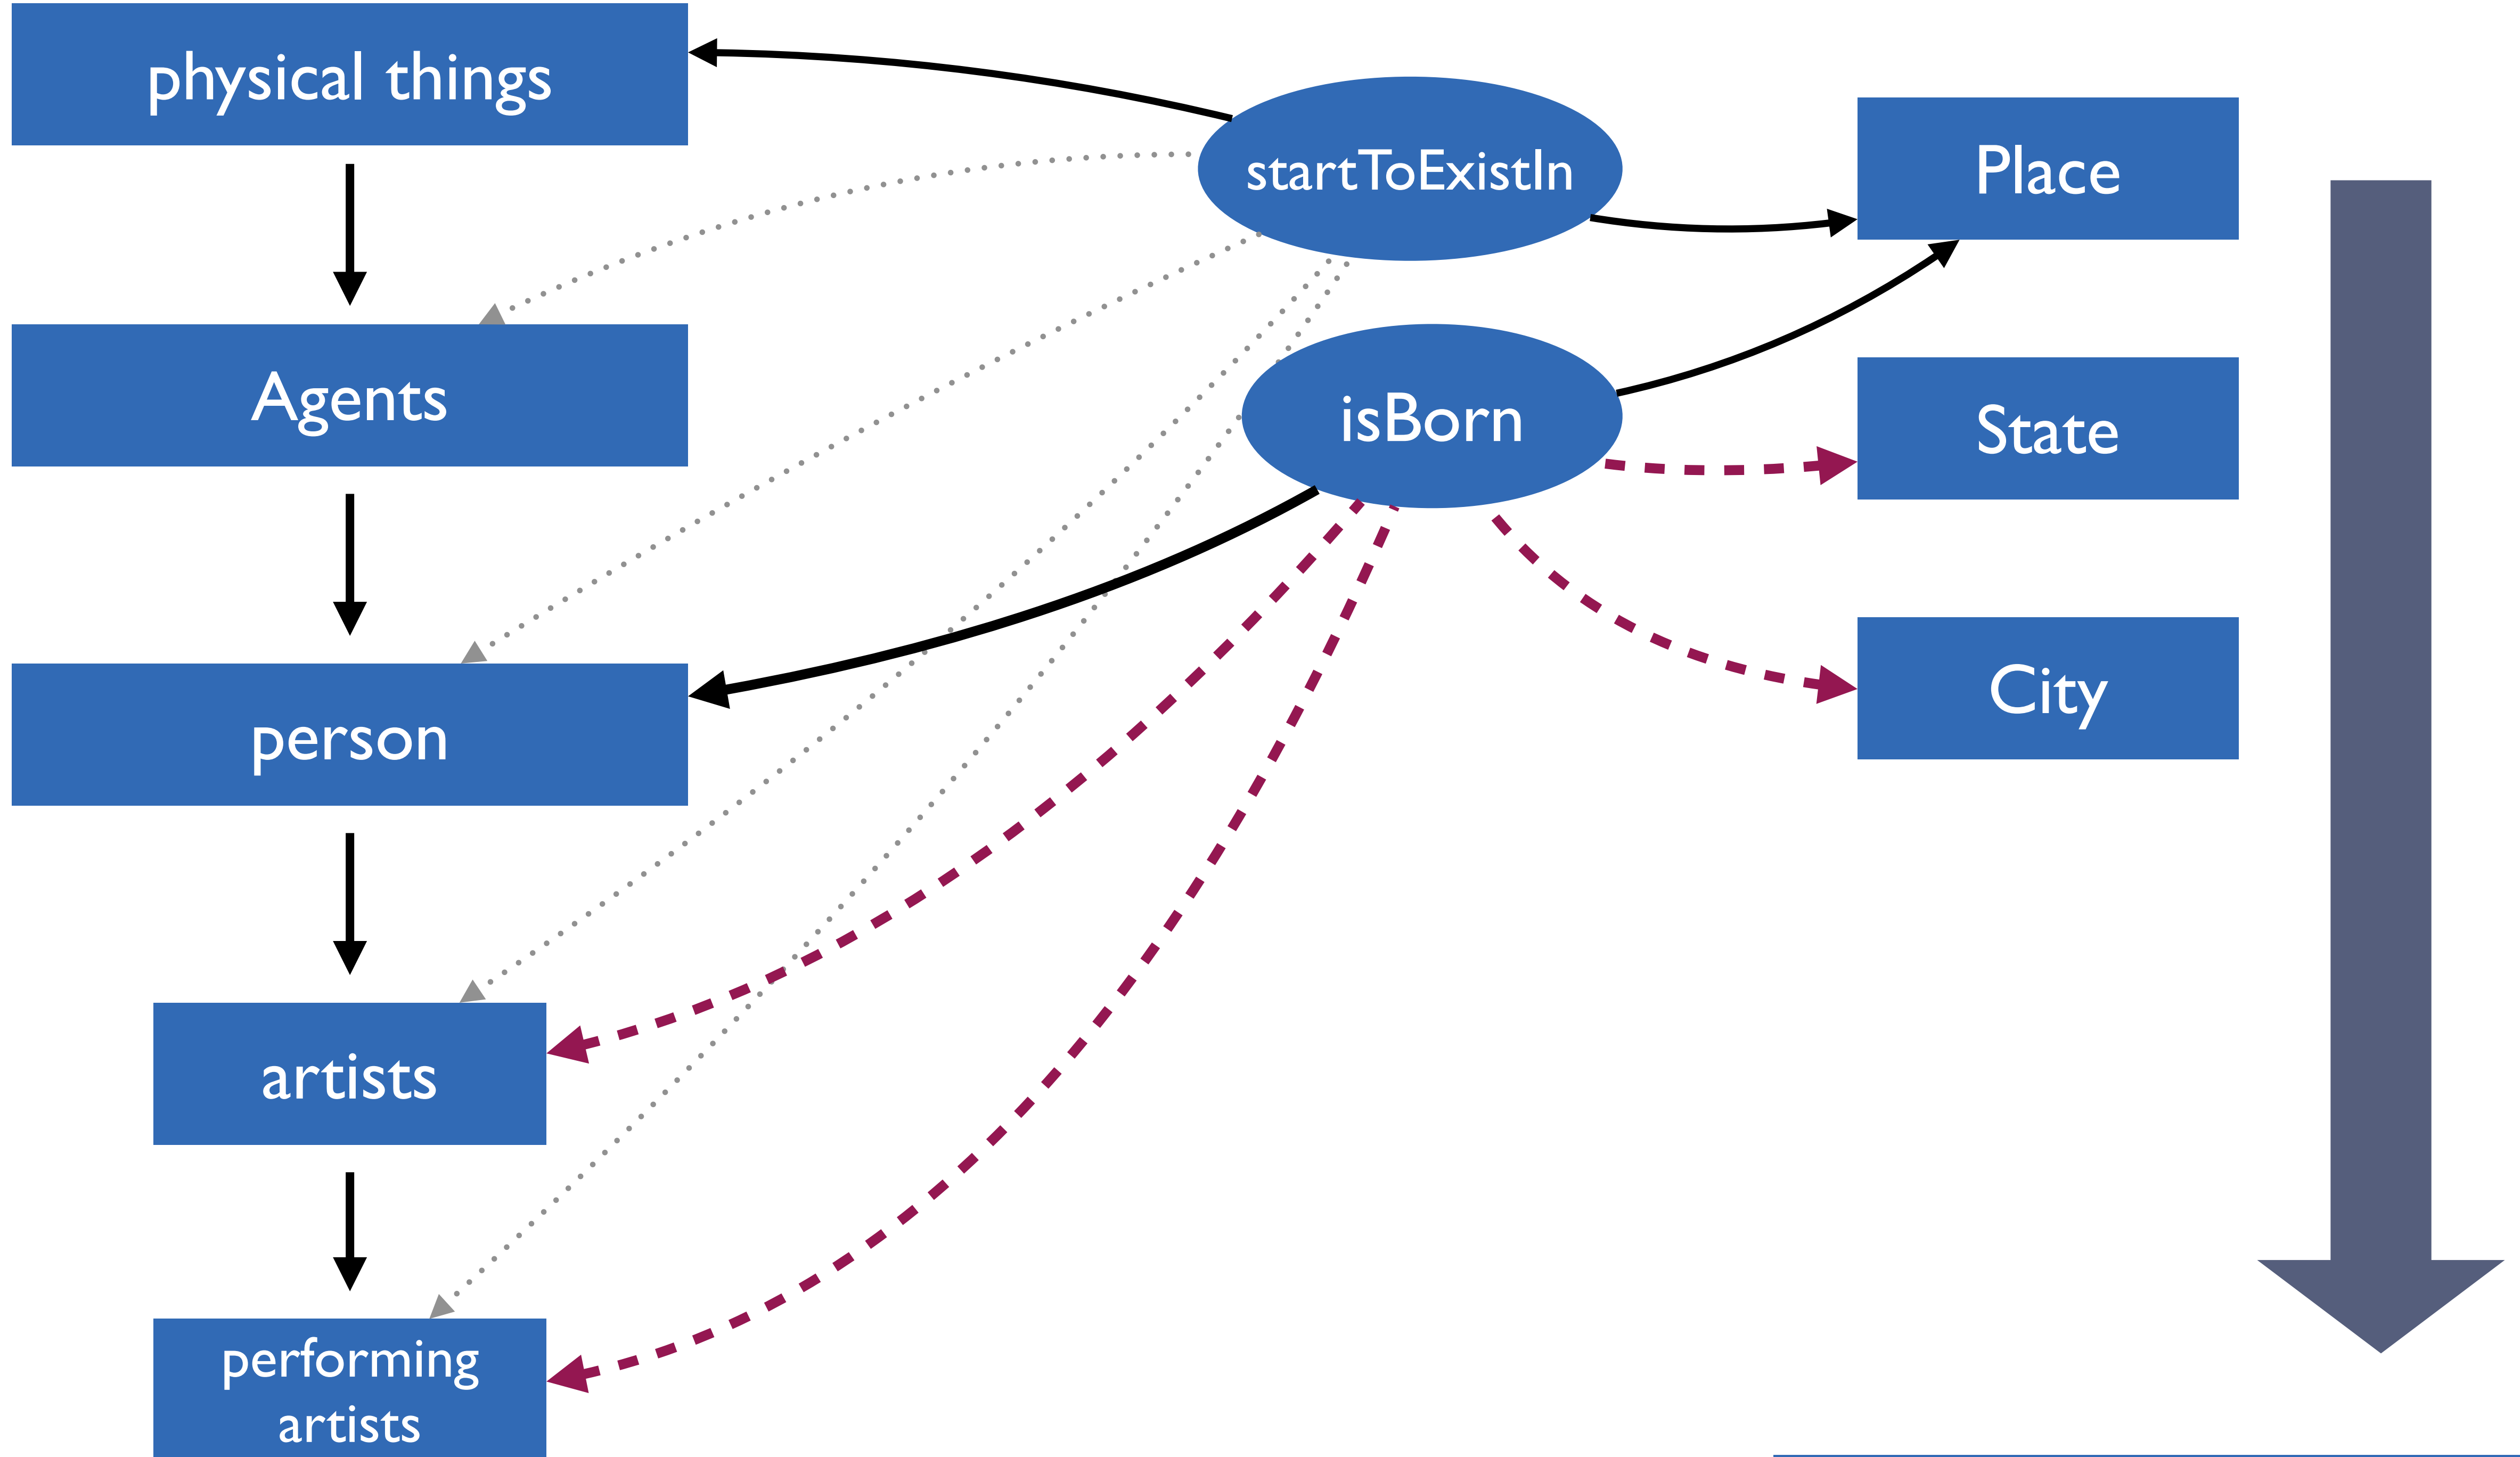 physical things
startToExistIn
Place
Agents
isBorn
State
person
City
artists
performing
artists